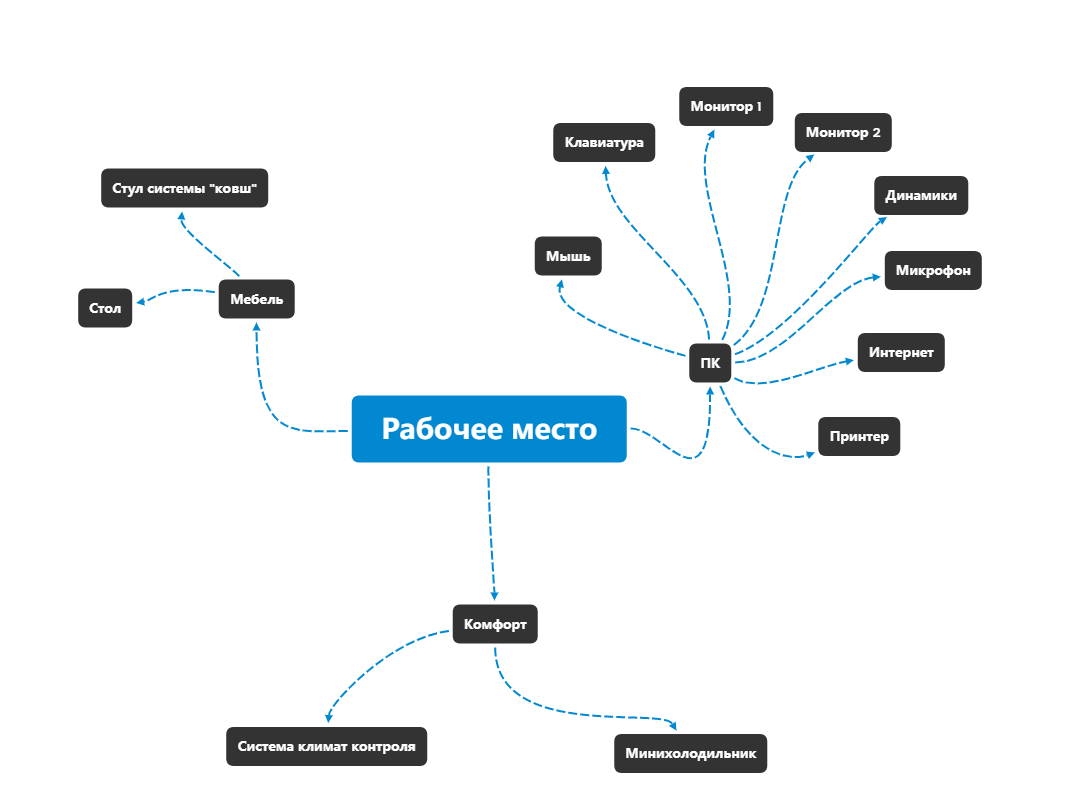 Монитор 1
Монитор 2
Клавиатура
Стул системы "ковш"
Динамики
Мышь
Микрофон
Мебель
Стол
Интернет
ПК
Рабочее место
Принтер
Комфорт
Система климат контроля
Минихолодильник